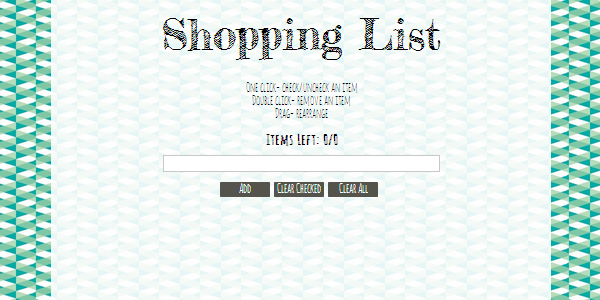 Shopping List
One click- check/uncheck an item
Double click- remove an item
Drag- rearrange
Items Left: 0/0
Add Clear Checked Clear All